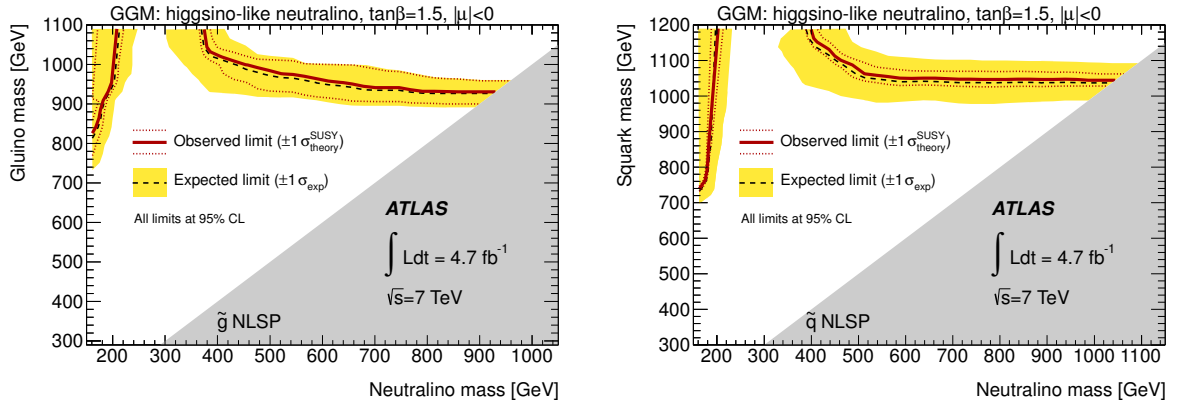 GGM: higgsino-like neutralino, tanβ=1.5, |μ|<0
Gluino mass [GeV]
1100
1000
900
800
700
600
500
400
300
Observed limit (±1 σ^SUSY_theory)
Expected limit (±1 σ_exp)
All limits at 95% CL
ATLAS
∫ Ldt = 4.7 fb^-1
√s=7 TeV
g̃ NLSP
200 300 400 500 600 700 800 900 1000
Neutralino mass [GeV]
GGM: higgsino-like neutralino, tanβ=1.5, |μ|<0
Squark mass [GeV]
1200
1100
1000
900
800
700
600
500
400
300
Observed limit (±1 σ^SUSY_theory)
Expected limit (±1 σ_exp)
All limits at 95% CL
ATLAS
∫ Ldt = 4.7 fb^-1
√s=7 TeV
q̃ NLSP
200 300 400 500 600 700 800 900 1000 1100
Neutralino mass [GeV]